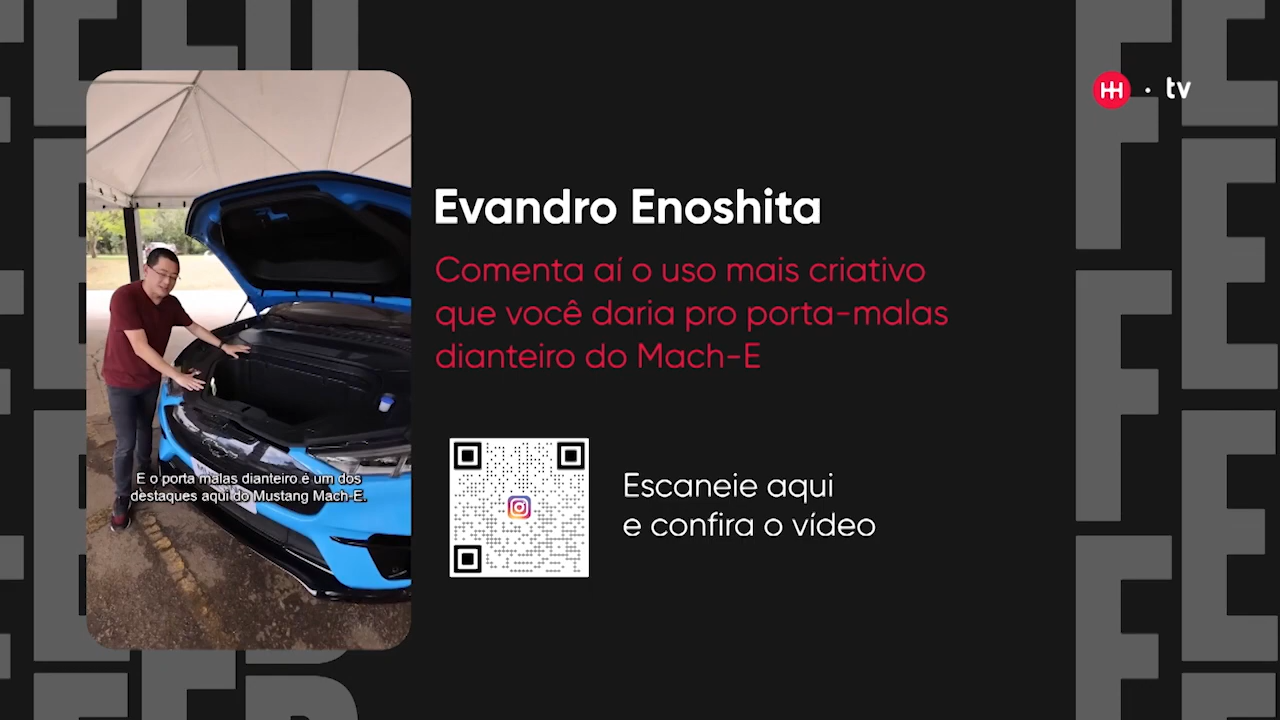 tv
Evandro Enoshita
Comenta aí o uso mais criativo
que você daria pro porta-malas
dianteiro do Mach-E
E o porta malas dianteiro é um dos
destaques aqui do Mustang Mach-E.
Escaneie aqui
e confira o vídeo